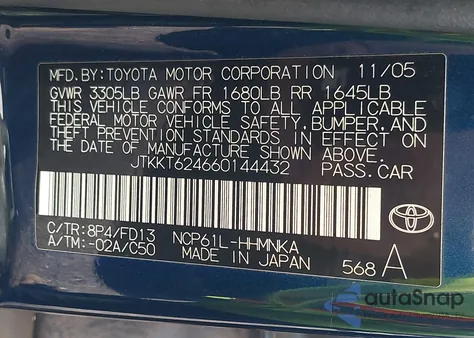 MFD. BY: TOYOTA MOTOR CORPORATION 11/05
GVWR 3305LB GAWR FR 1680LB RR 1645LB
THIS VEHICLE CONFORMS TO ALL APPLICABLE
FEDERAL MOTOR VEHICLE SAFETY, BUMPER, AND
THEFT PREVENTION STANDARDS IN EFFECT ON
THE DATE OF MANUFACTURE SHOWN ABOVE.
JTKKT624660144432 PASS. CAR
C/TR: 8P4/FD13 NCP61L-HHMNKA
A/TM: -02A/C50 MADE IN JAPAN 568 A
TOYOTA
autoSnap